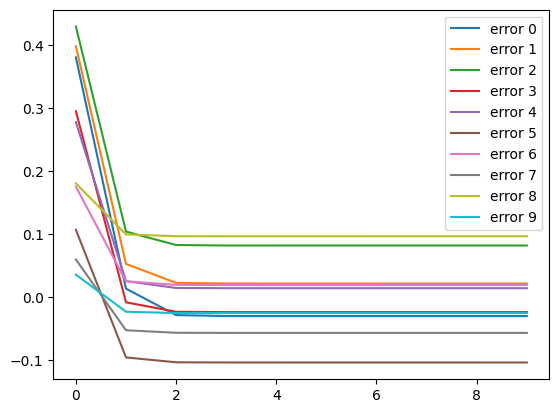 0.4
0.3
0.2
0.1
0.0
−0.1
0 2 4 6 8
error 0
error 1
error 2
error 3
error 4
error 5
error 6
error 7
error 8
error 9